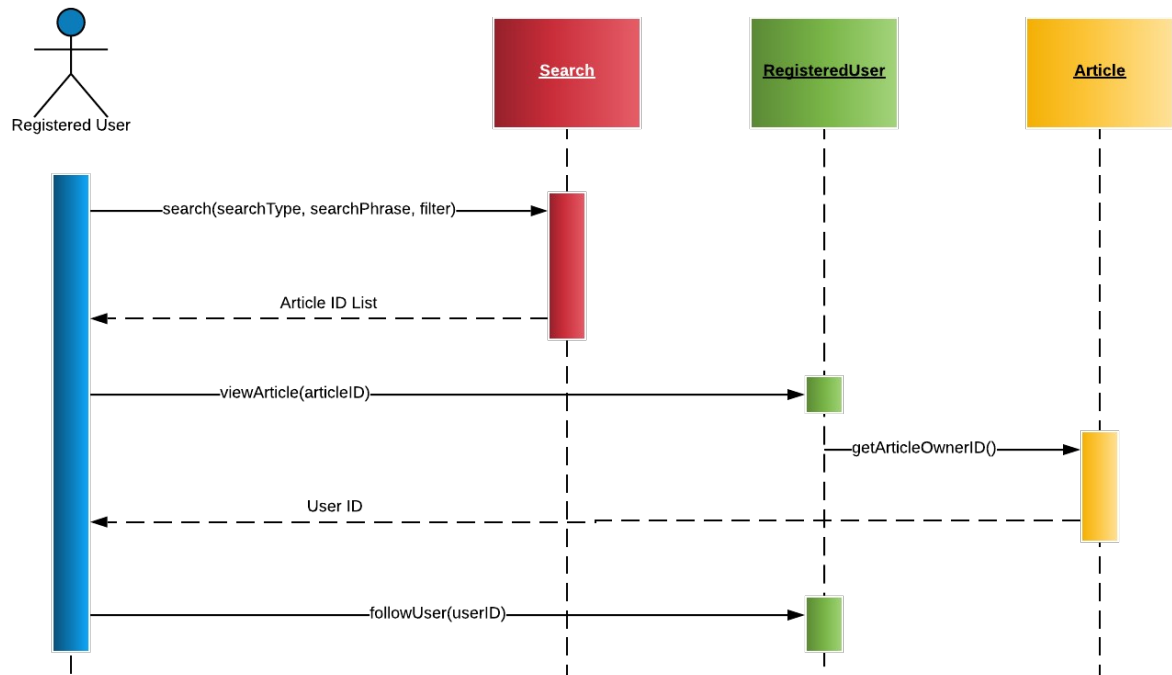 Search
RegisteredUser
Article
Registered User
search(searchType, searchPhrase, filter)
Article ID List
viewArticle(articleID)
getArticleOwnerID()
User ID
followUser(userID)